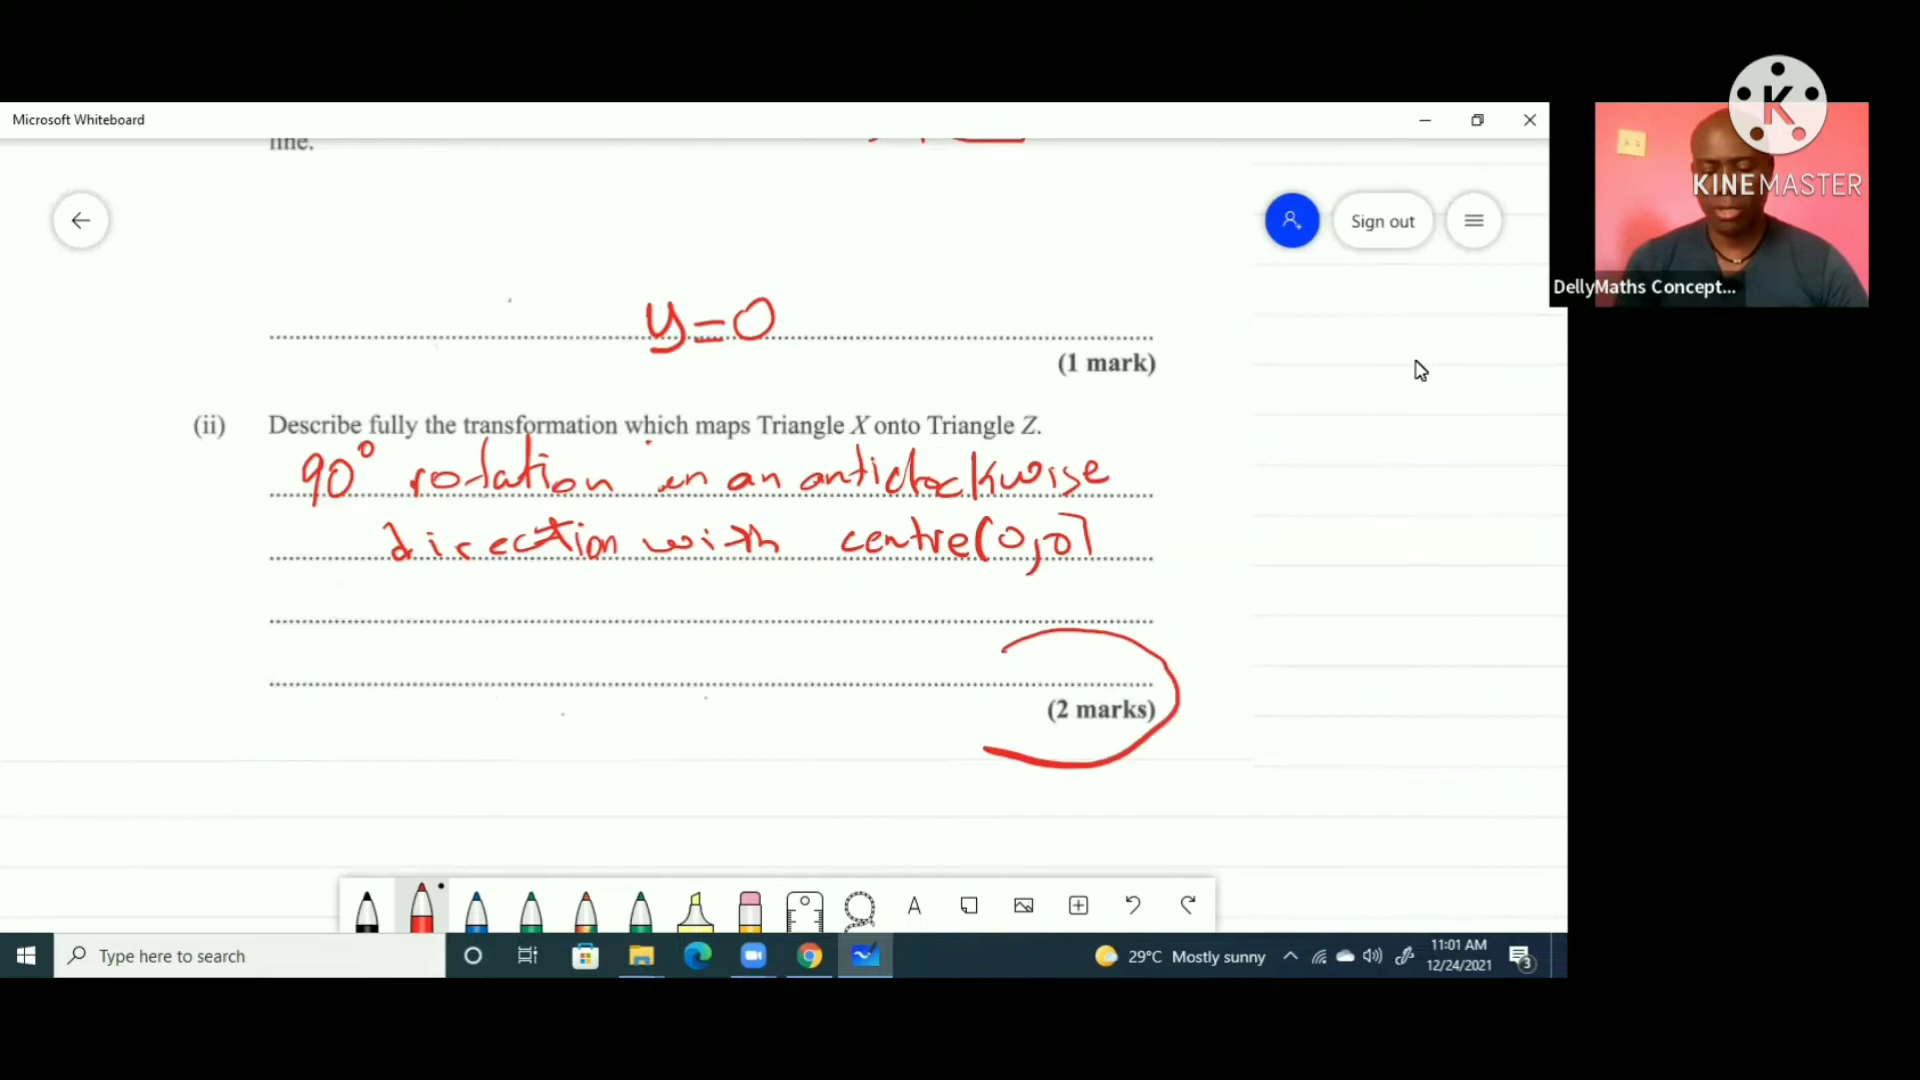 Microsoft Whiteboard
line.
Sign out
K
KINEMASTER
DellyMaths Concept...
y=0
(1 mark)
(ii) Describe fully the transformation which maps Triangle X onto Triangle Z.
90° rotation in an anticlockwise
direction with centre(0,0)
(2 marks)
A
Type here to search
29°C Mostly sunny
11:01 AM
12/24/2021
3